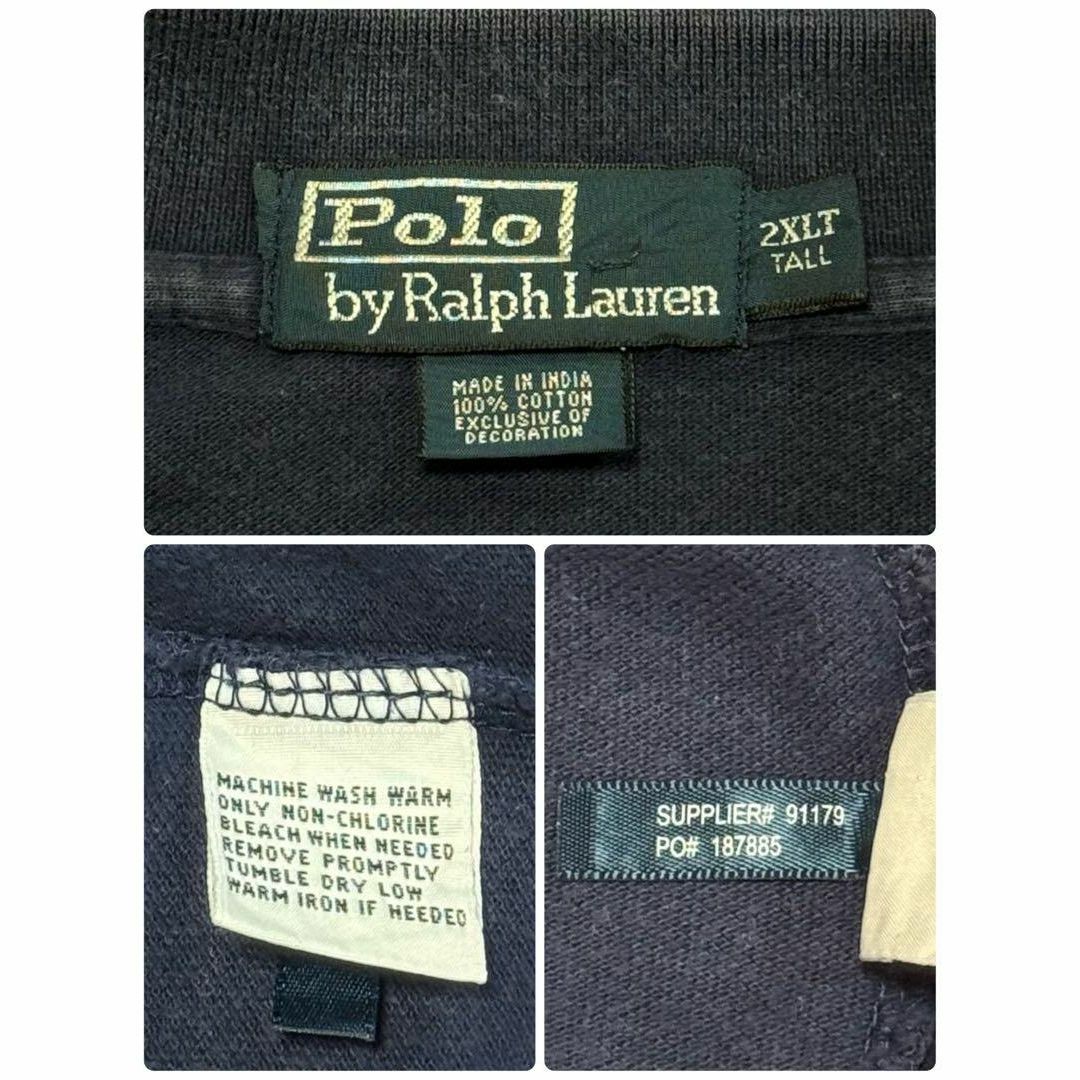 Polo
by Ralph Lauren
2XLT
TALL
MADE IN INDIA
100% COTTON
EXCLUSIVE OF
DECORATION
MACHINE WASH WARM
ONLY NON-CHLORINE
BLEACH WHEN NEEDED
REMOVE PROMPTLY
TUMBLE DRY LOW
WARM IRON IF NEEDED
SUPPLIER# 91179
PO# 187885